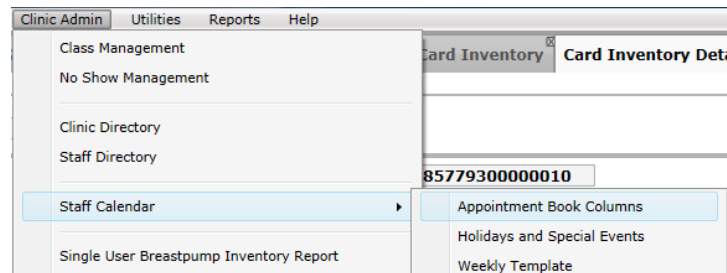 Clinic Admin Utilities Reports Help
Class Management
Card Inventory Card Inventory Deta
No Show Management
Clinic Directory
Staff Directory
85779300000010
Staff Calendar Appointment Book Columns
Holidays and Special Events
Single User Breastpump Inventory Report
Weekly Template